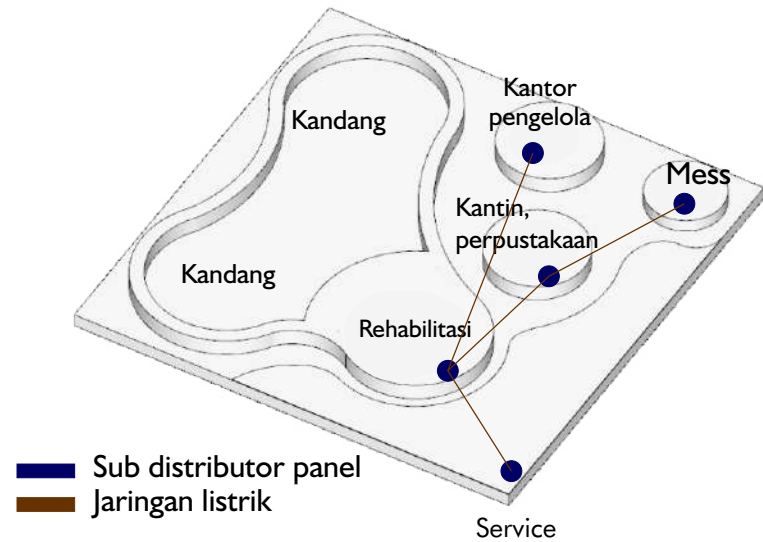 Kantor
pengelola
Kandang
Mess
Kantin,
perpustakaan
Kandang
Rehabilitasi
Sub distributor panel
Jaringan listrik
Service